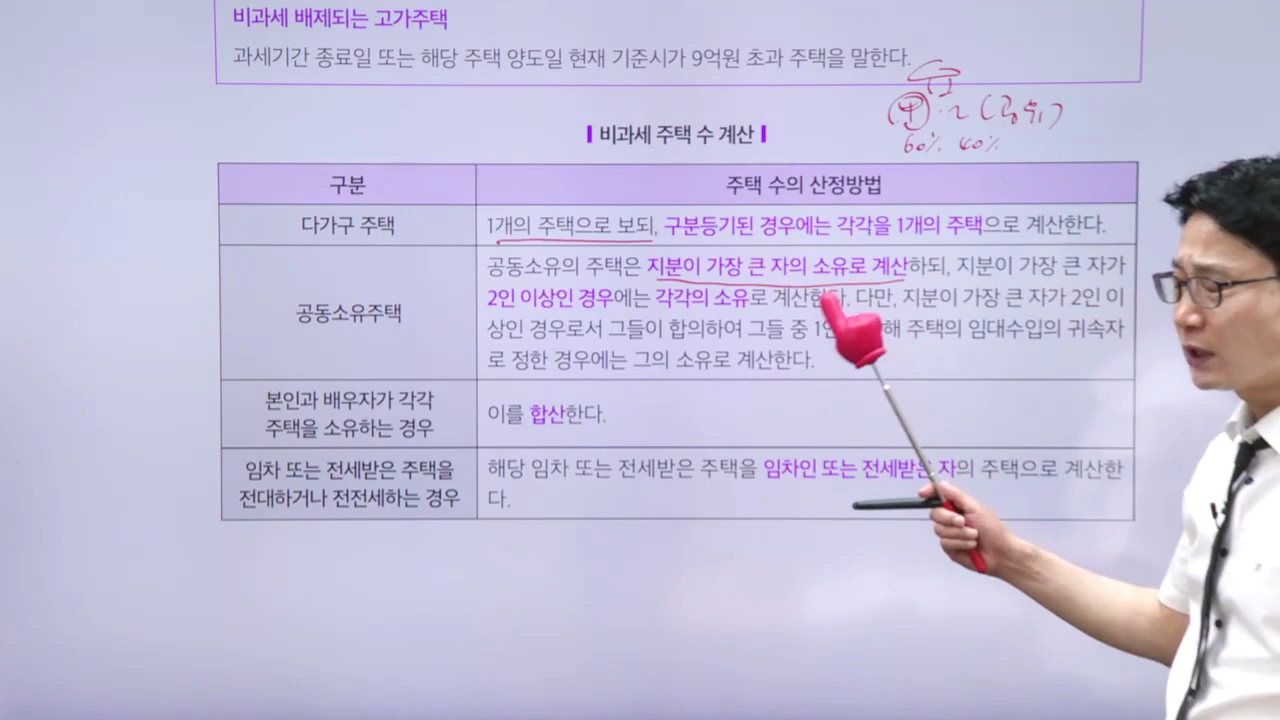 비과세 배제되는 고가주택
과세기간 종료일 또는 해당 주택 양도일 현재 기준시가 9억원 초과 주택을 말한다.
비과세 주택 수 계산
60% 40%
구분 주택 수의 산정방법
다가구 주택 1개의 주택으로 보되, 구분등기된 경우에는 각각을 1개의 주택으로 계산한다.
공동소유주택
공동소유의 주택은 지분이 가장 큰 자의 소유로 계산하되, 지분이 가장 큰 자가
2인 이상인 경우에는 각각의 소유로 계산한다. 다만, 지분이 가장 큰 자가 2인 이
상인 경우로서 그들이 합의하여 그들 중 주택의 임대수입의 귀속자
로 정한 경우에는 그의 소유로 계산한다.
본인과 배우자가 각각
주택을 소유하는 경우
이를 합산한다.
임차 또는 전세받은 주택을
전대하거나 전전세하는 경우
해당 임차 또는 전세받은 주택을 임차인 또는 전세받은 자의 주택으로 계산한
다.